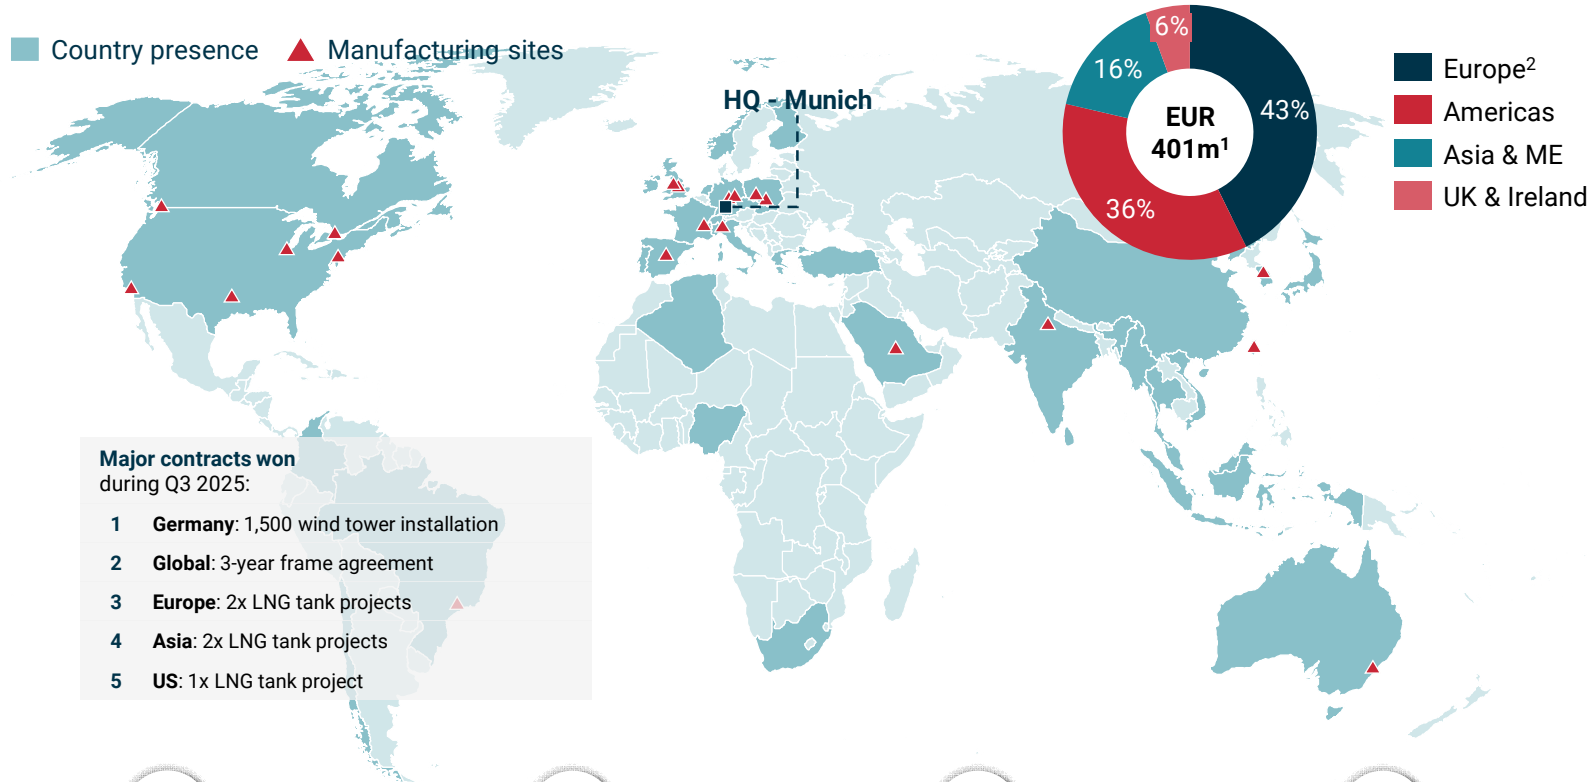 Country presence
Manufacturing sites
HQ - Munich
6%
16%
43%
36%
EUR
401m¹
Europe²
Americas
Asia & ME
UK & Ireland
Major contracts won
during Q3 2025:
1 Germany: 1,500 wind tower installation
2 Global: 3-year frame agreement
3 Europe: 2x LNG tank projects
4 Asia: 2x LNG tank projects
5 US: 1x LNG tank project